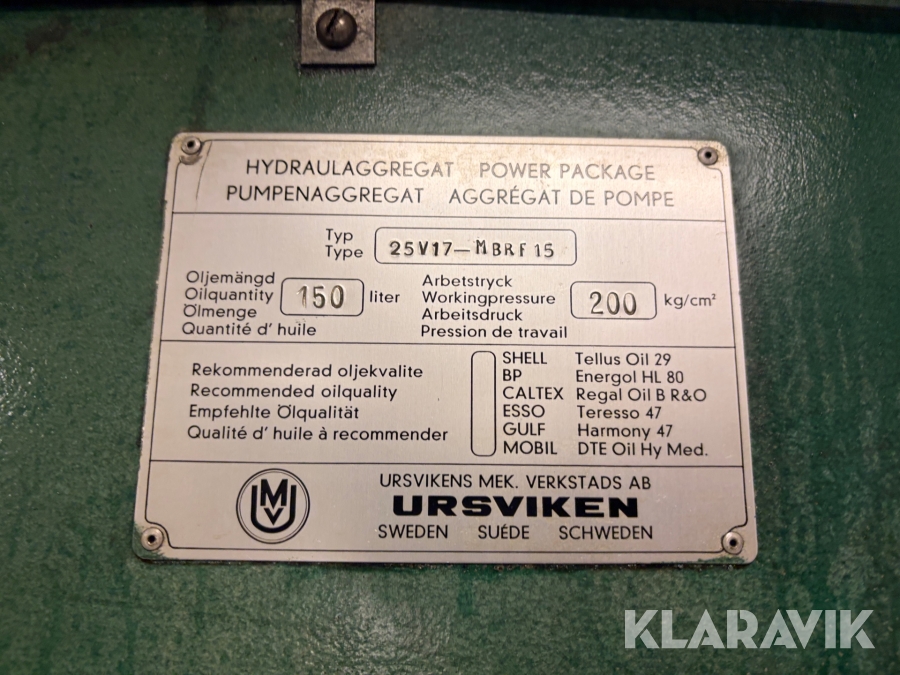 HYDRAULAGGREGAT POWER PACKAGE
PUMPENAGGREGAT AGGRÉGAT DE POMPE
Typ
Type
25V17-MBRF15
Oljemängd
Oilquantity
Ölmenge
Quantité d' huile
150 liter
Arbetstryck
Workingpressure
Arbeitsdruck
Pression de travail
200 kg/cm²
Rekommenderad oljekvalite
Recommended oilquality
Empfehlte Ölqualität
Qualité d' huile à recommender
SHELL Tellus Oil 29
BP Energol HL 80
CALTEX Regal Oil B R&O
ESSO Teresso 47
GULF Harmony 47
MOBIL DTE Oil Hy Med.
UMV
URSVIKENS MEK. VERKSTADS AB
URSVIKEN
SWEDEN SUÉDE SCHWEDEN
KLARAVIK